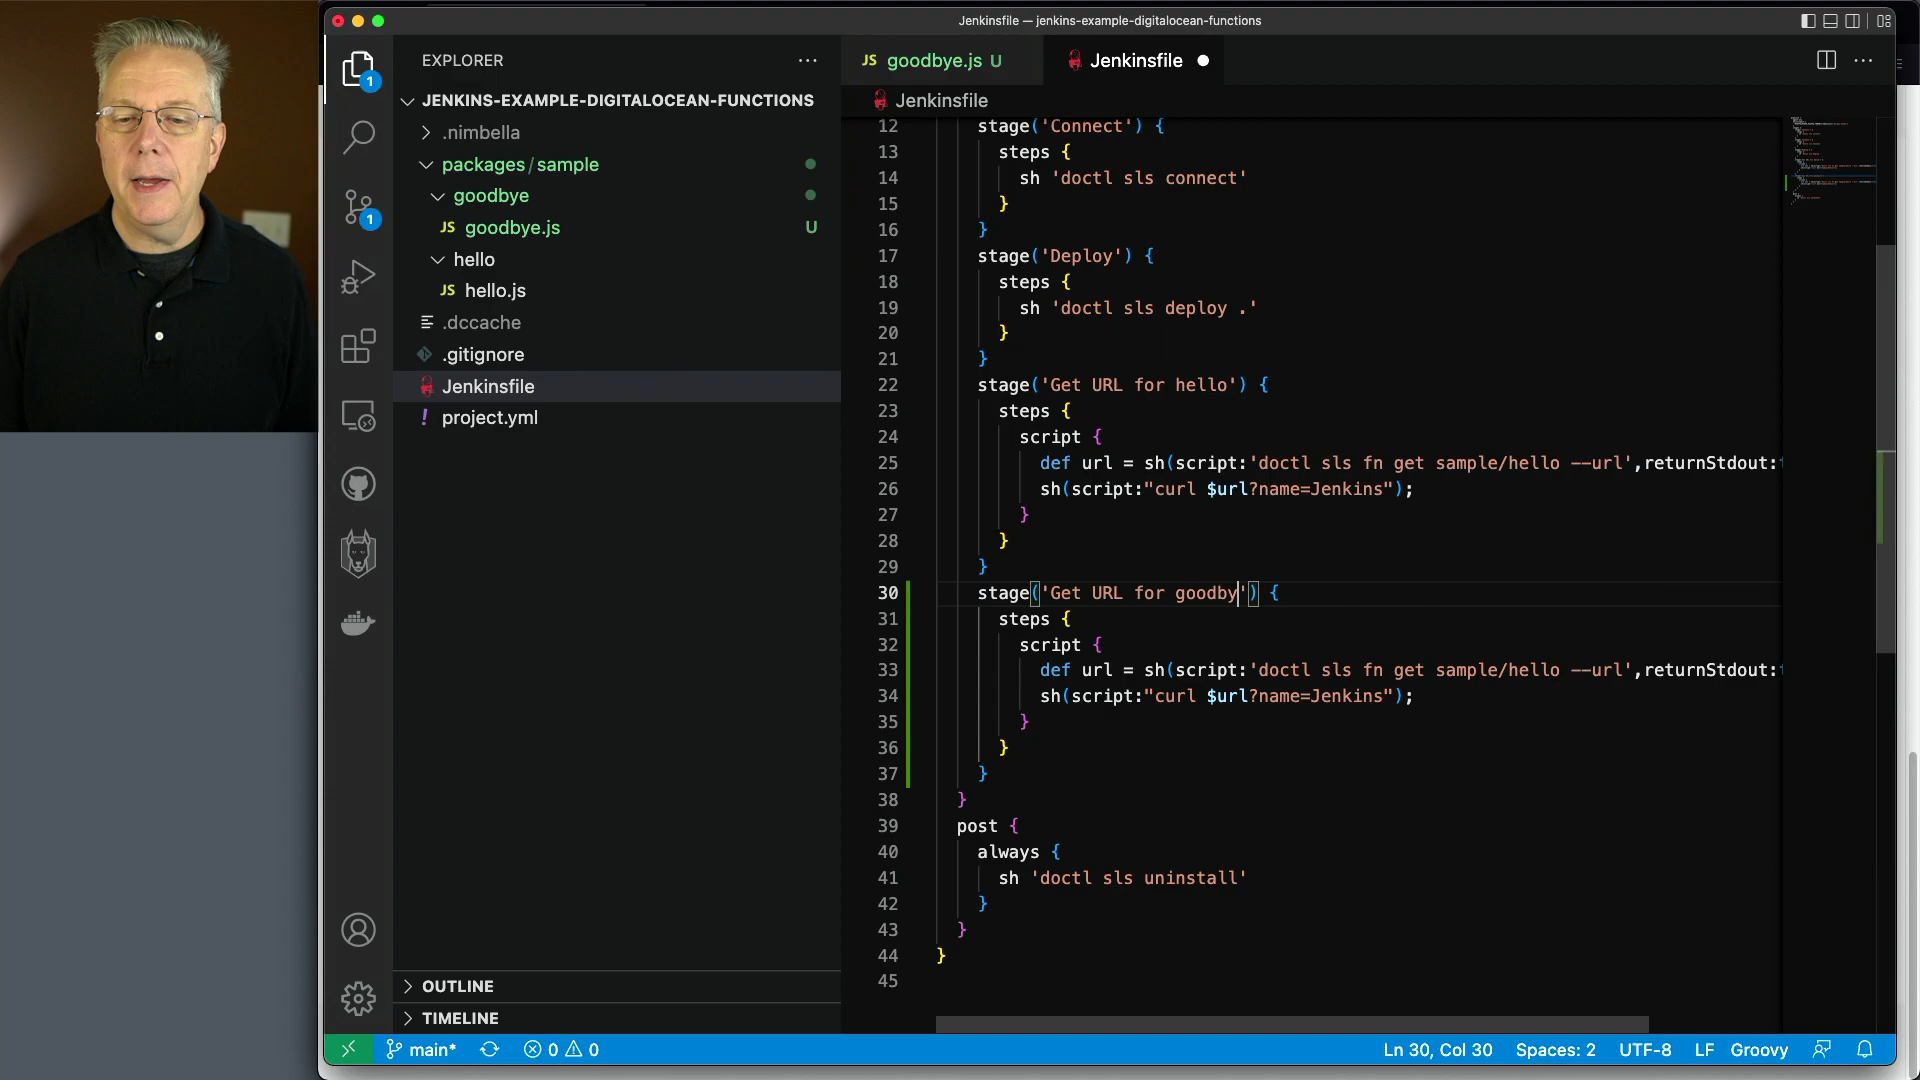 Jenkinsfile — jenkins-example-digitalocean-functions
EXPLORER
JENKINS-EXAMPLE-DIGITALOCEAN-FUNCTIONS
.nimbella
packages/sample
goodbye
JS goodbye.js U
hello
JS hello.js
.dccache
.gitignore
Jenkinsfile
! project.yml
OUTLINE
TIMELINE
1
1
JS goodbye.js U
Jenkinsfile
Jenkinsfile
12 stage('Connect') {
13 steps {
14 sh 'doctl sls connect'
15 }
16 }
17 stage('Deploy') {
18 steps {
19 sh 'doctl sls deploy .'
20 }
21 }
22 stage('Get URL for hello') {
23 steps {
24 script {
25 def url = sh(script:'doctl sls fn get sample/hello --url',returnStdout:
26 sh(script:"curl $url?name=Jenkins");
27 }
28 }
29 }
30 stage('Get URL for goodby') {
31 steps {
32 script {
33 def url = sh(script:'doctl sls fn get sample/hello --url',returnStdout:
34 sh(script:"curl $url?name=Jenkins");
35 }
36 }
37 }
38 }
39 post {
40 always {
41 sh 'doctl sls uninstall'
42 }
43 }
44 }
45
main* 0 0 Ln 30, Col 30 Spaces: 2 UTF-8 LF Groovy